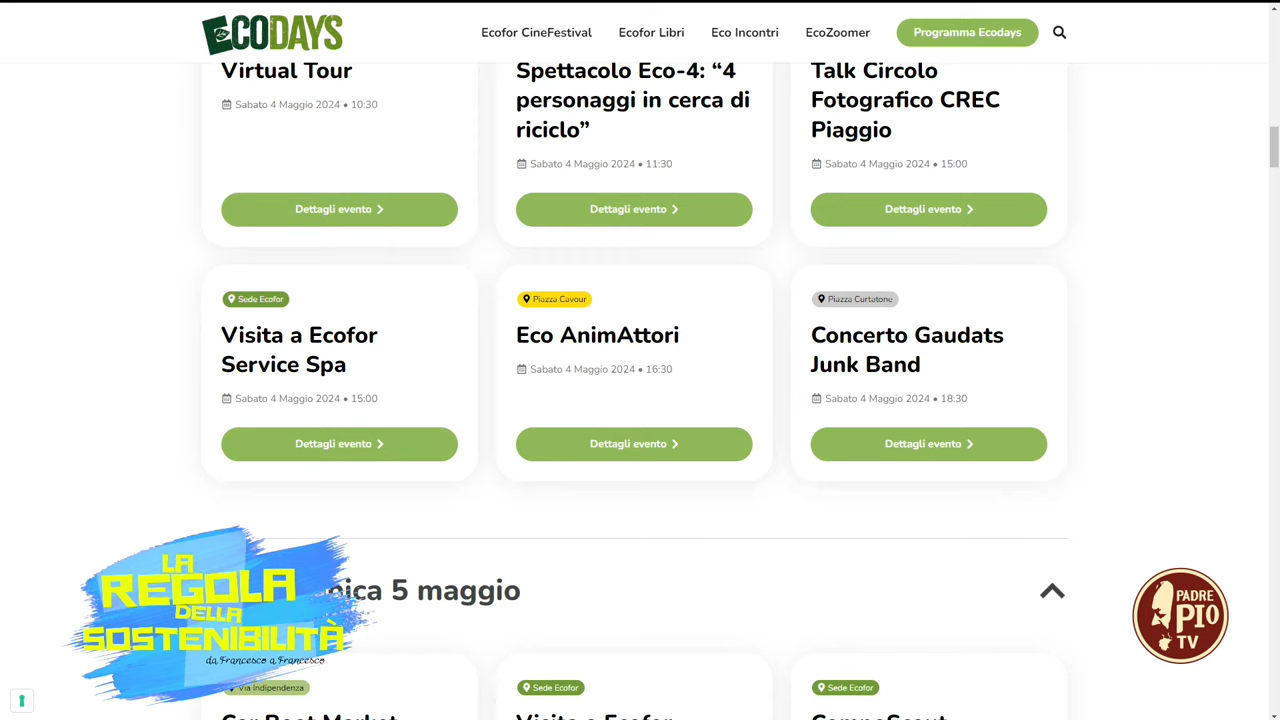 ECODAYS
Ecofor CineFestival
Ecofor Libri
Eco Incontri
EcoZoomer
Programma Ecodays
Virtual Tour
Sabato 4 Maggio 2024 • 10:30
Dettagli evento
Spettacolo Eco-4: “4
personaggi in cerca di
riciclo”
Sabato 4 Maggio 2024 • 11:30
Dettagli evento
Talk Circolo
Fotografico CREC
Piaggio
Sabato 4 Maggio 2024 • 15:00
Dettagli evento
Sede Ecofor
Visita a Ecofor
Service Spa
Sabato 4 Maggio 2024 • 15:00
Dettagli evento
Piazza Cavour
Eco AnimAttori
Sabato 4 Maggio 2024 • 16:30
Dettagli evento
Piazza Curtatone
Concerto Gaudats
Junk Band
Sabato 4 Maggio 2024 • 18:30
Dettagli evento
nica 5 maggio
LA
REGOLA
DELLA
SOSTENIBILITÀ
da Francesco a Francesco
PADRE
PIO
TV
Via Indipendenza
Car Boot Market
Sede Ecofor
Visita a Ecofor
Sede Ecofor
CompoScout